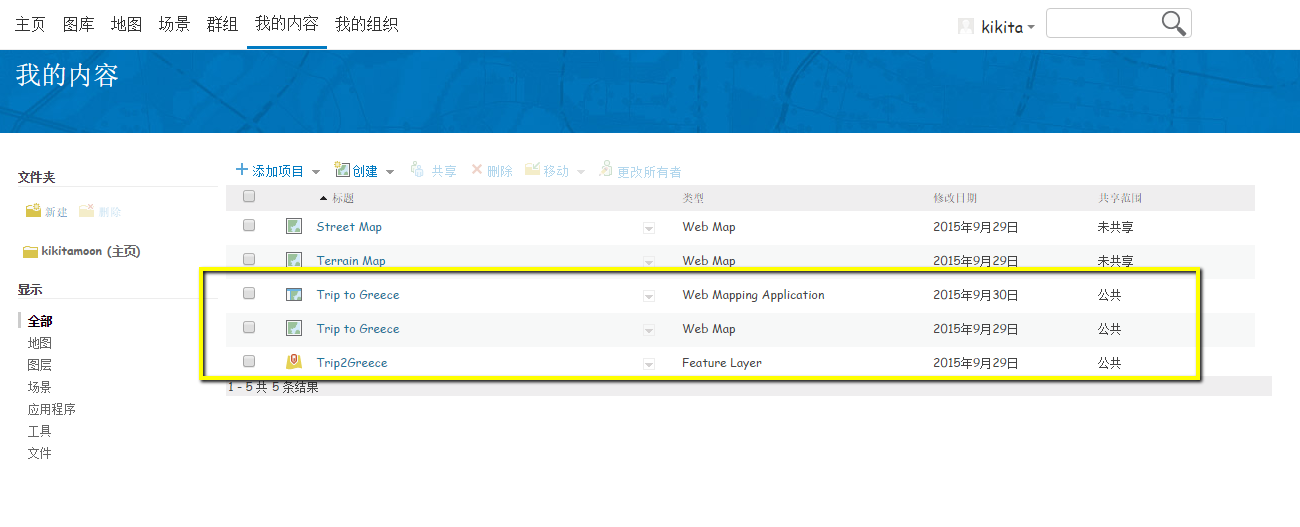 主页 图库 地图 场景 群组 我的内容 我的组织 kikita
我的内容
文件夹
新建 删除
kikitamoon (主页)
显示
全部
地图
图层
场景
应用程序
工具
文件
添加项目 创建 共享 删除 移动 更改所有者
标题 类型 修改日期 共享范围
Street Map Web Map 2015年9月29日 未共享
Terrain Map Web Map 2015年9月29日 未共享
Trip to Greece Web Mapping Application 2015年9月30日 公共
Trip to Greece Web Map 2015年9月29日 公共
Trip2Greece Feature Layer 2015年9月29日 公共
1 - 5 共 5 条结果